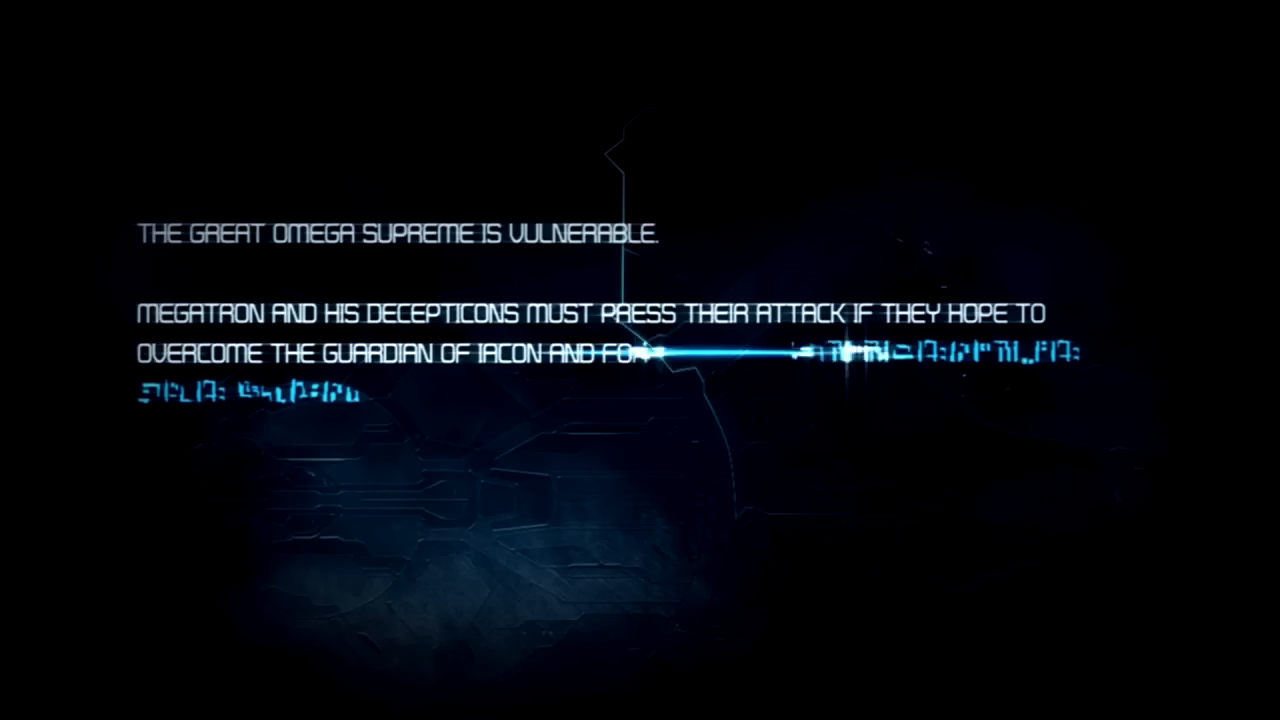 THE GREAT OMEGA SUPREME IS VULNERABLE.
MEGATRON AND HIS DECEPTICONS MUST PRESS THEIR ATTACK IF THEY HOPE TO
OVERCOME THE GUARDIAN OF IACON AND